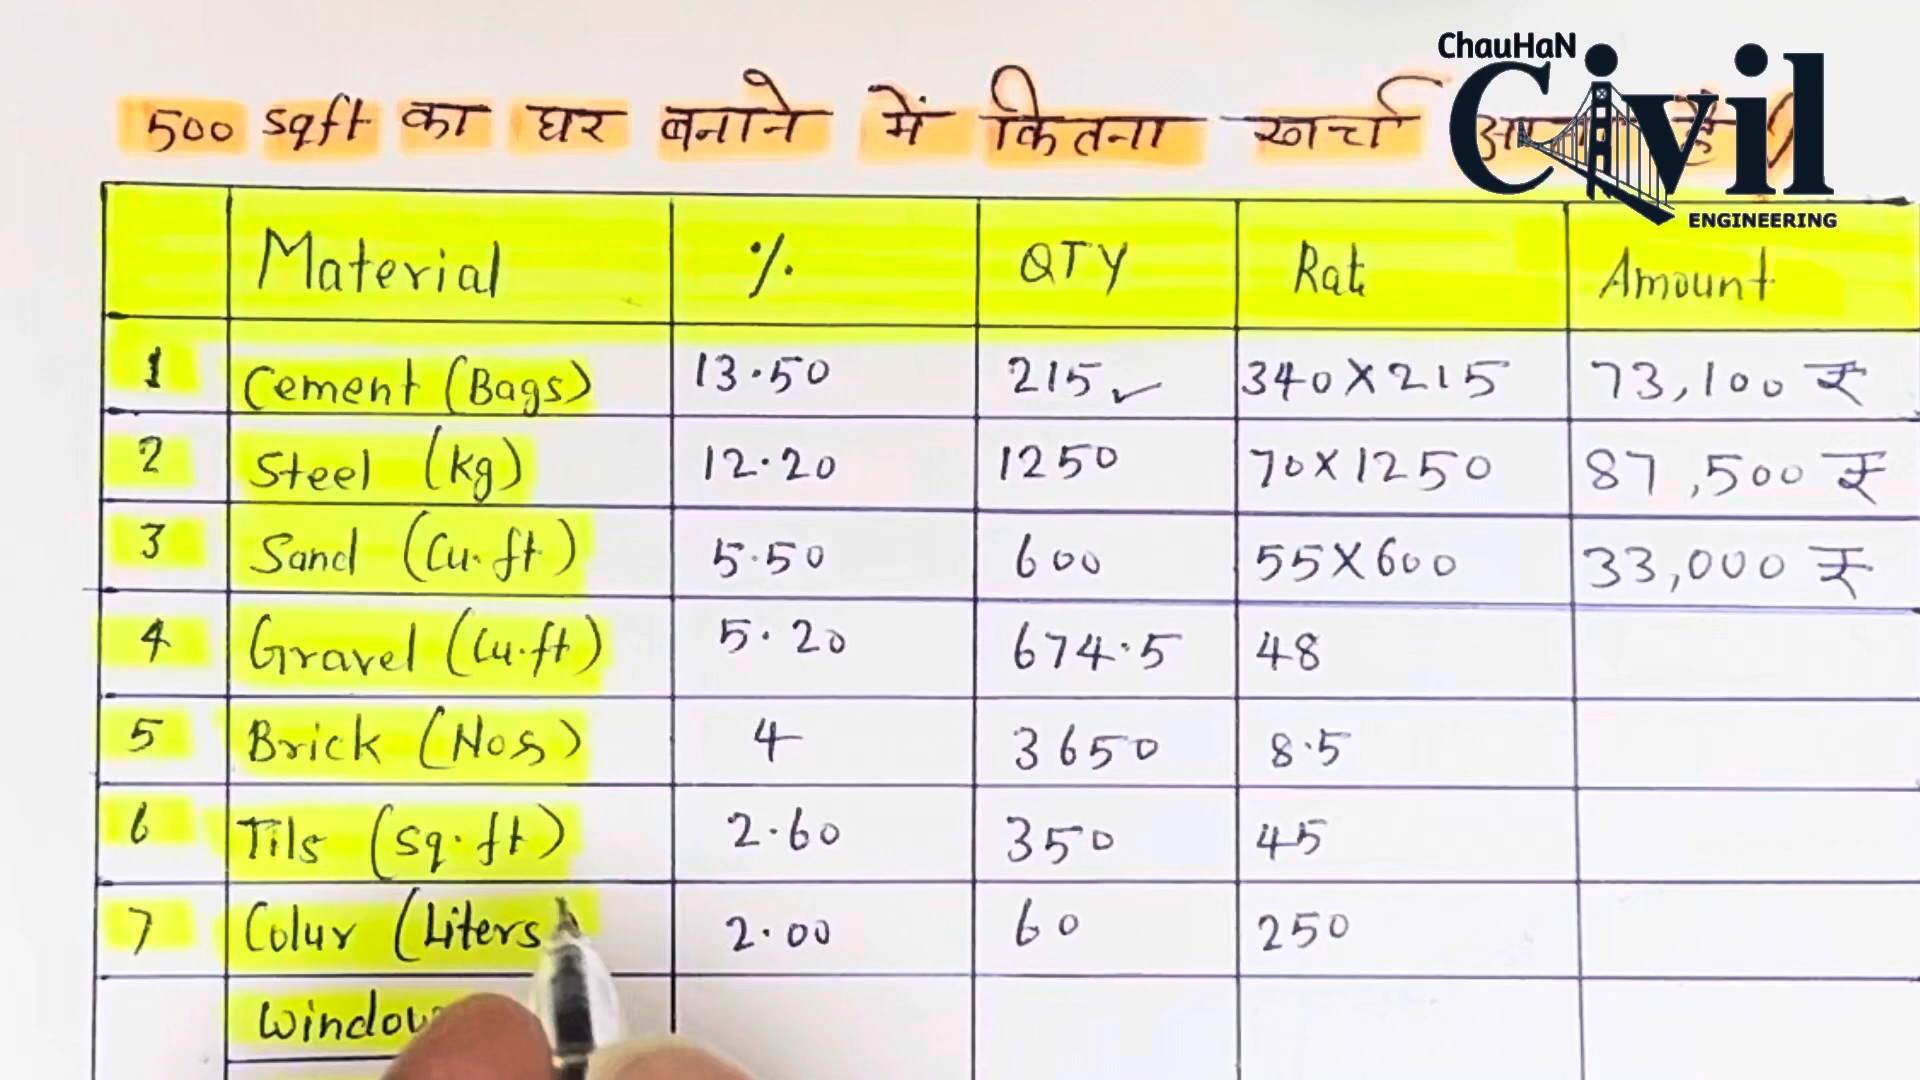 ChauHaN
Civil
ENGINEERING
500 sqft का घर बनाने में कितना खर्चा
Material % QTY Rate Amount
1 Cement (Bags) 13.50 215 340X215 73,100 ₹
2 Steel (kg) 12.20 1250 70X1250 87,500 ₹
3 Sand (Cu.ft) 5.50 600 55X600 33,000 ₹
4 Gravel (Cu.ft) 5.20 674.5 48
5 Brick (Nos) 4 3650 8.5
6 Tils (sq.ft) 2.60 350 45
7 Colur (Liters 2.00 60 250